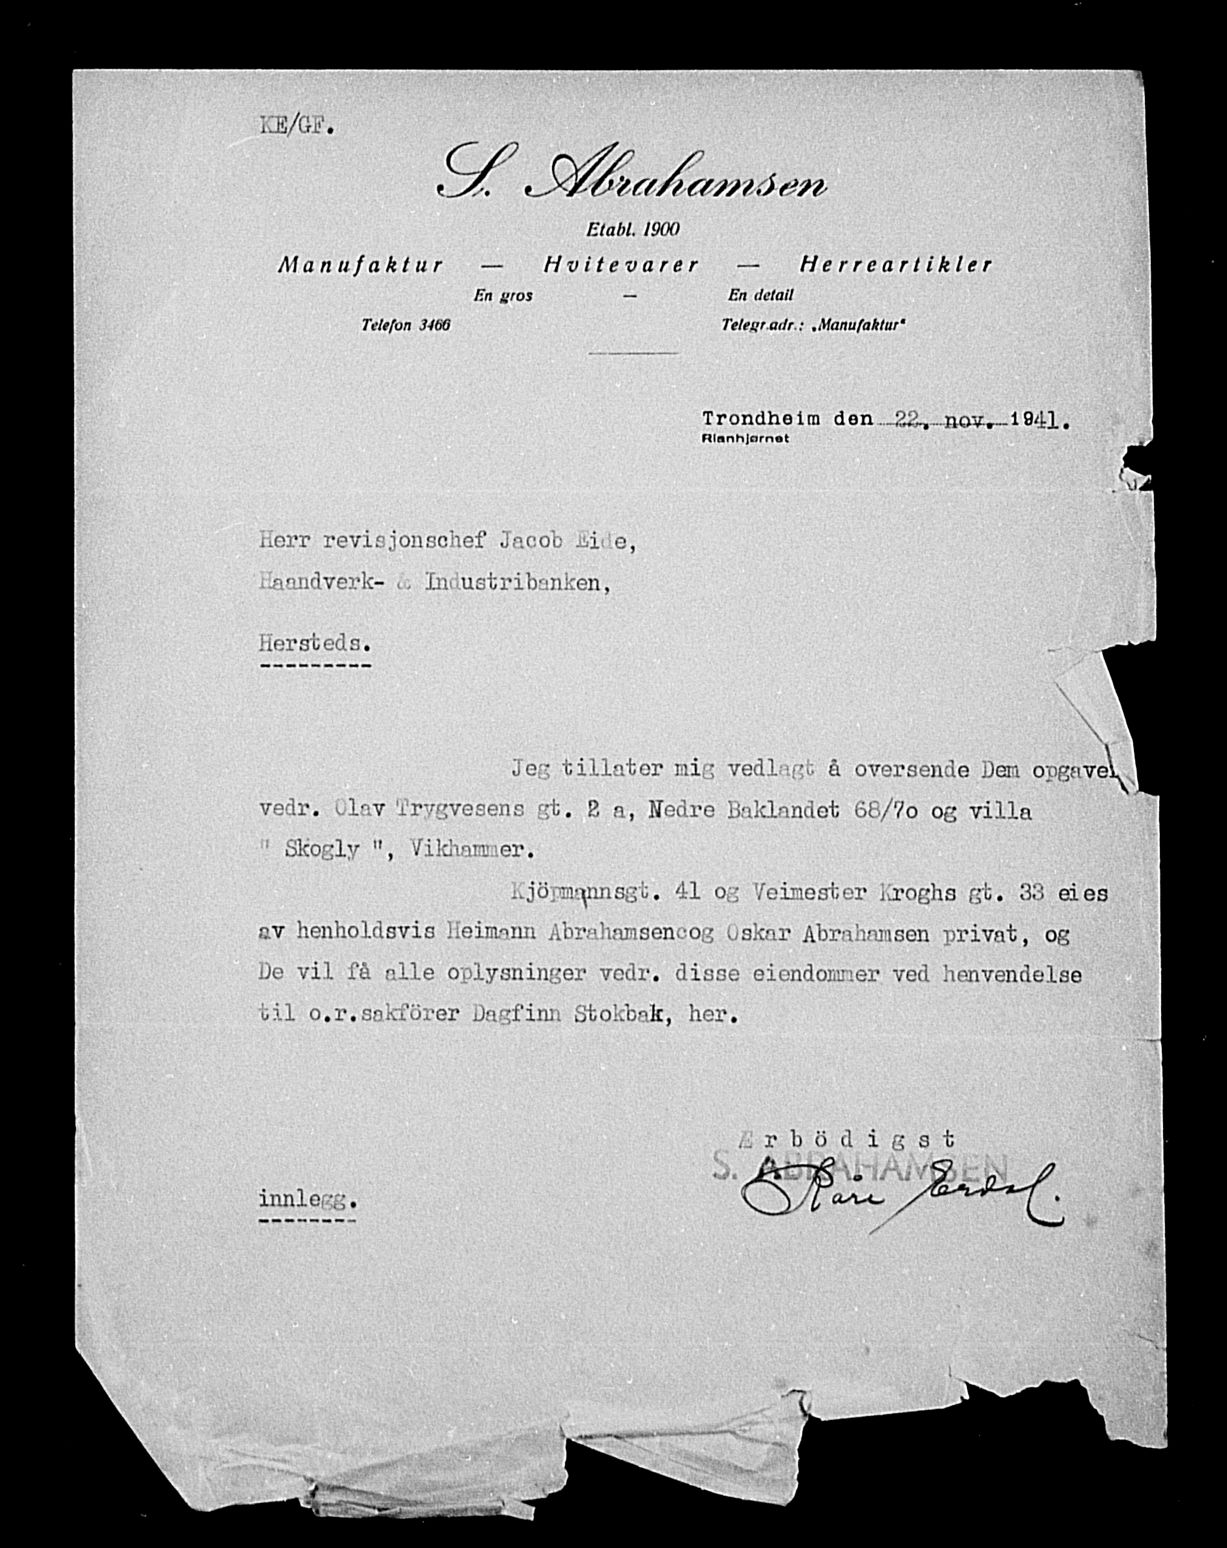 KE/GF.
S. Abrahamsen
Etabl. 1900
Manufaktur — Hvitevarer — Herreartikler
En gros – En detail
Telefon 3466 Telegr.adr.: „Manufaktur“
Trondheim den 22. nov. 1941.
Rianhjørnet
Herr revisjonschef Jacob Eide,
Haandverk- & Industribanken,
Hersteds.
Jeg tillater mig vedlagt å oversende Dem opgaver
vedr. Olav Trygvesens gt. 2 a, Nedre Baklandet 68/7o og villa
" Skogly ", Vikhammer.
Kjöpmannsgt. 41 og Veimester Kroghs gt. 33 eies
av henholdsvis Heimann Abrahamsencog Oskar Abrahamsen privat, og
De vil få alle oplysninger vedr. disse eiendommer ved henvendelse
til o.r.sakförer Dagfinn Stokbak, her.
Ærbödigst
S. ABRAHAMSEN
Kåre Erdal.
innlegg.